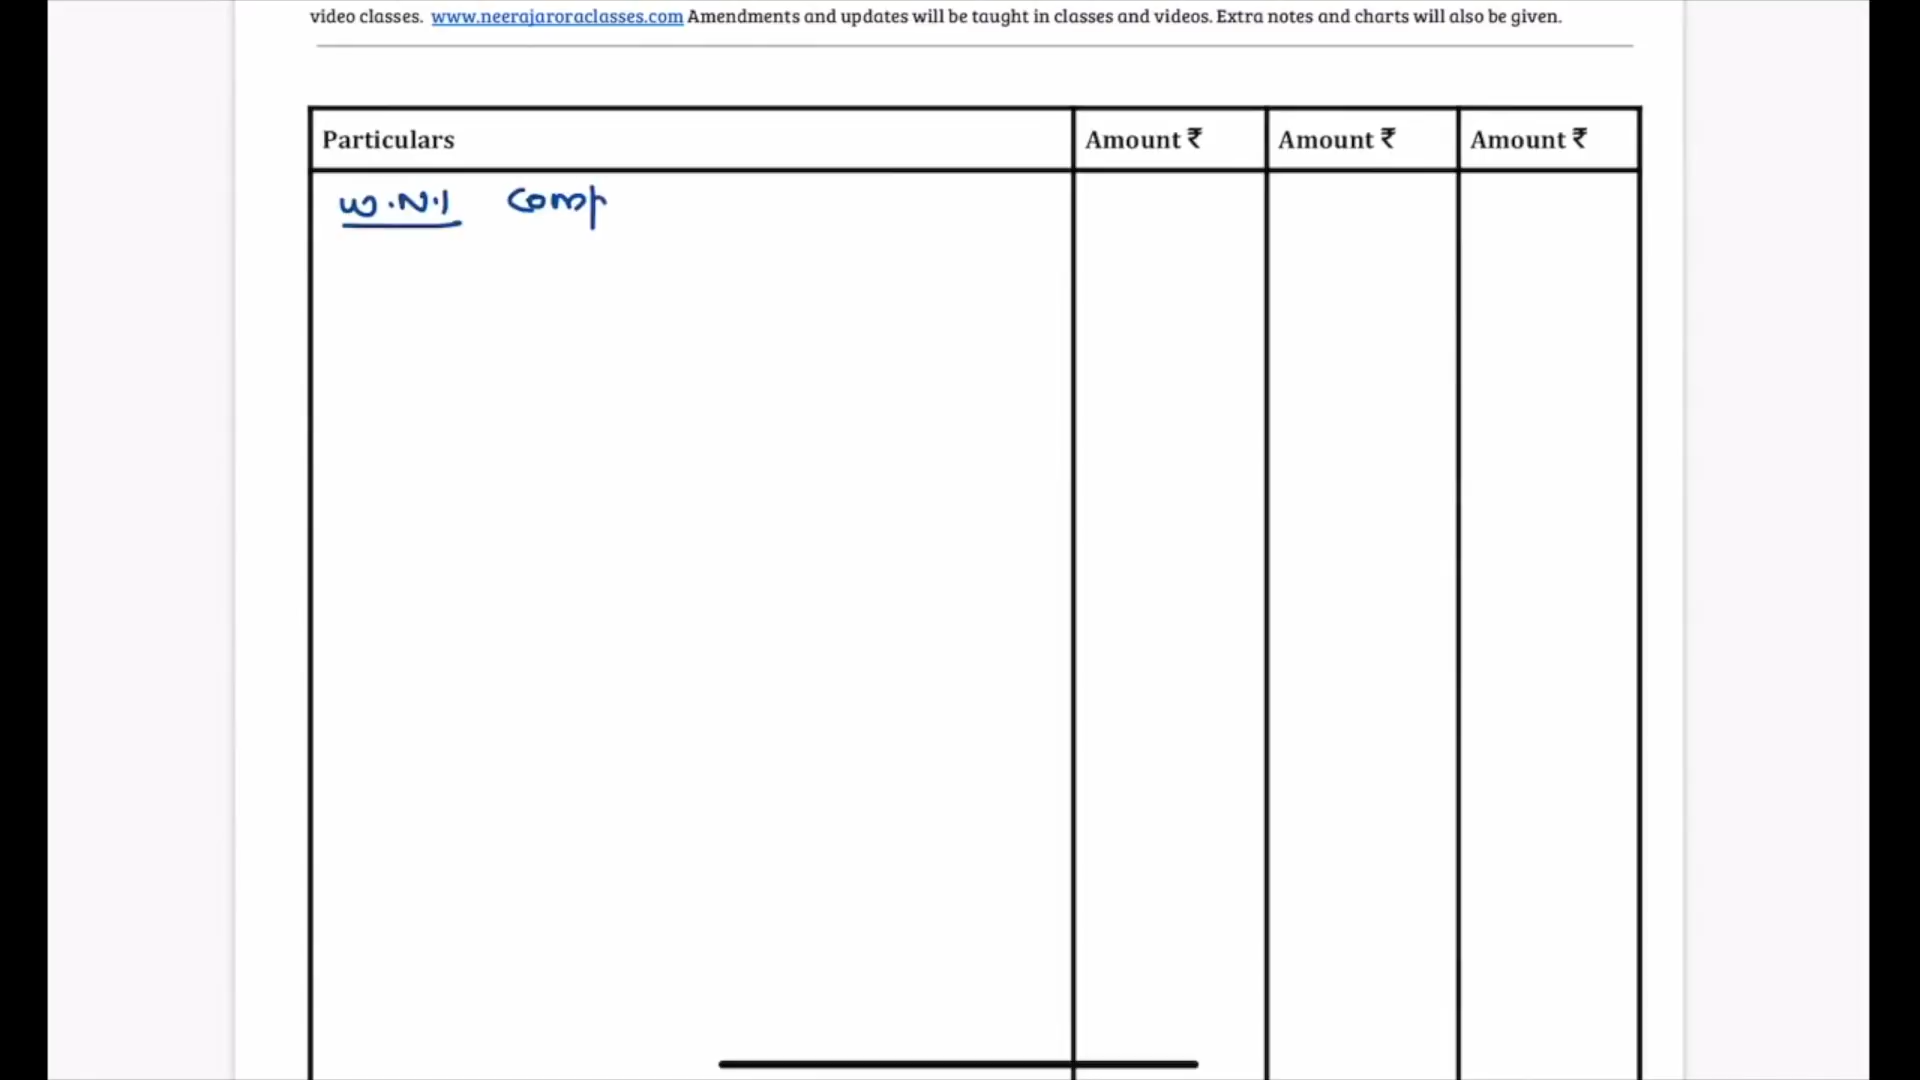 video classes. www.neerajaroraclasses.com Amendments and updates will be taught in classes and videos. Extra notes and charts will also be given.
Particulars Amount ₹ Amount ₹ Amount ₹
W.N.1 Comp